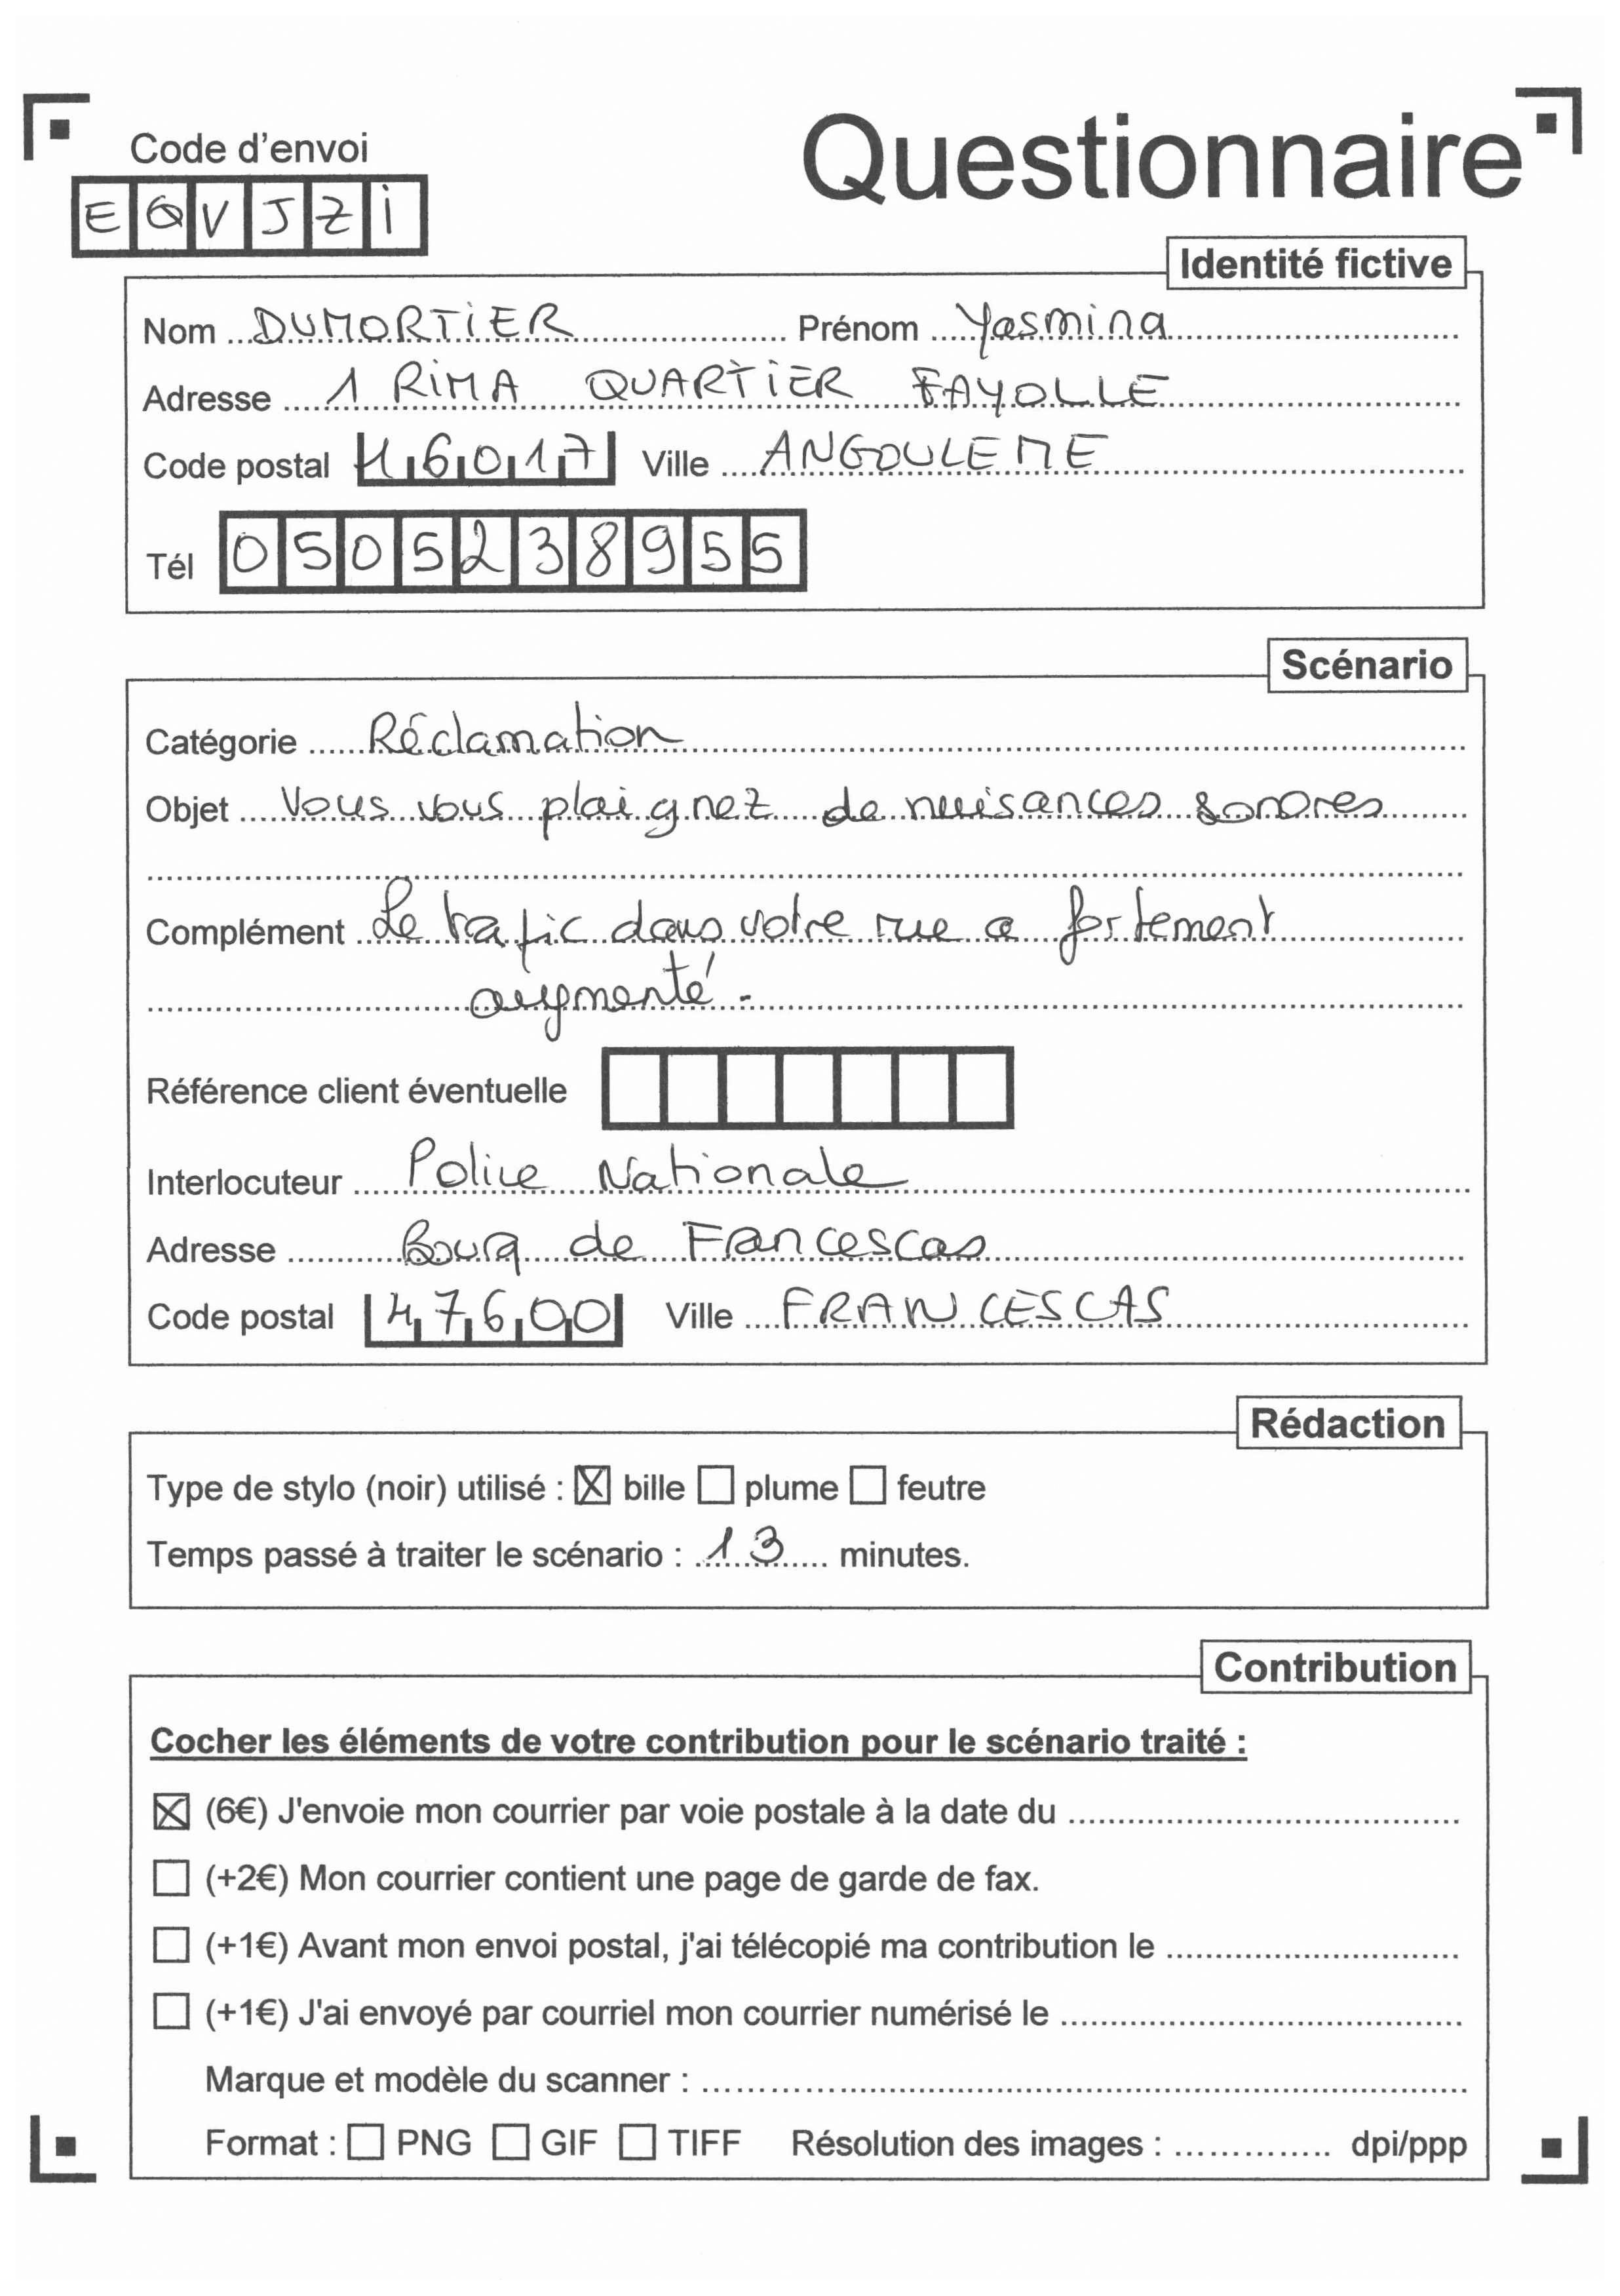 Code d'envoi
Questionnaire
EQVJZi
Identité fictive
Nom DUMORTiER Prénom Yasmina
Adresse 1 RiMA QUARTiER FAYOLLE
Code postal 16017 Ville ANGOULEME
Tél 0505238955
Scénario
Catégorie Réclamation
Objet Vous vous plaignez de nuisances sonores
Complément Le trafic dans votre rue a fortement
augmenté.
Référence client éventuelle
Interlocuteur Police Nationale
Adresse Bourg de Francescas
Code postal 47600 Ville FRANCESCAS
Rédaction
Type de stylo (noir) utilisé : ☒ bille ☐ plume ☐ feutre
Temps passé à traiter le scénario : 13 minutes.
Contribution
Cocher les éléments de votre contribution pour le scénario traité :
☒ (6€) J'envoie mon courrier par voie postale à la date du
☐ (+2€) Mon courrier contient une page de garde de fax.
☐ (+1€) Avant mon envoi postal, j'ai télécopié ma contribution le
☐ (+1€) J'ai envoyé par courriel mon courrier numérisé le
Marque et modèle du scanner :
Format : ☐ PNG ☐ GIF ☐ TIFF Résolution des images : dpi/ppp